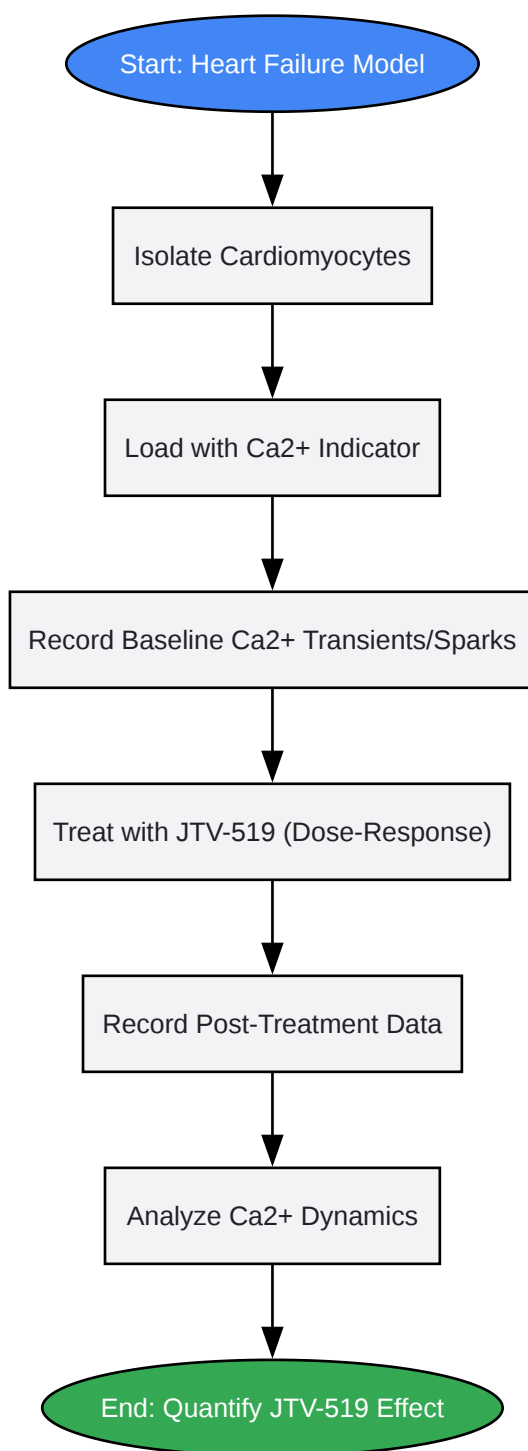 Start: Heart Failure Model
Isolate Cardiomyocytes
Load with Ca2+ Indicator
Record Baseline Ca2+ Transients/Sparks
Treat with JTV-519 (Dose-Response)
Record Post-Treatment Data
Analyze Ca2+ Dynamics
End: Quantify JTV-519 Effect